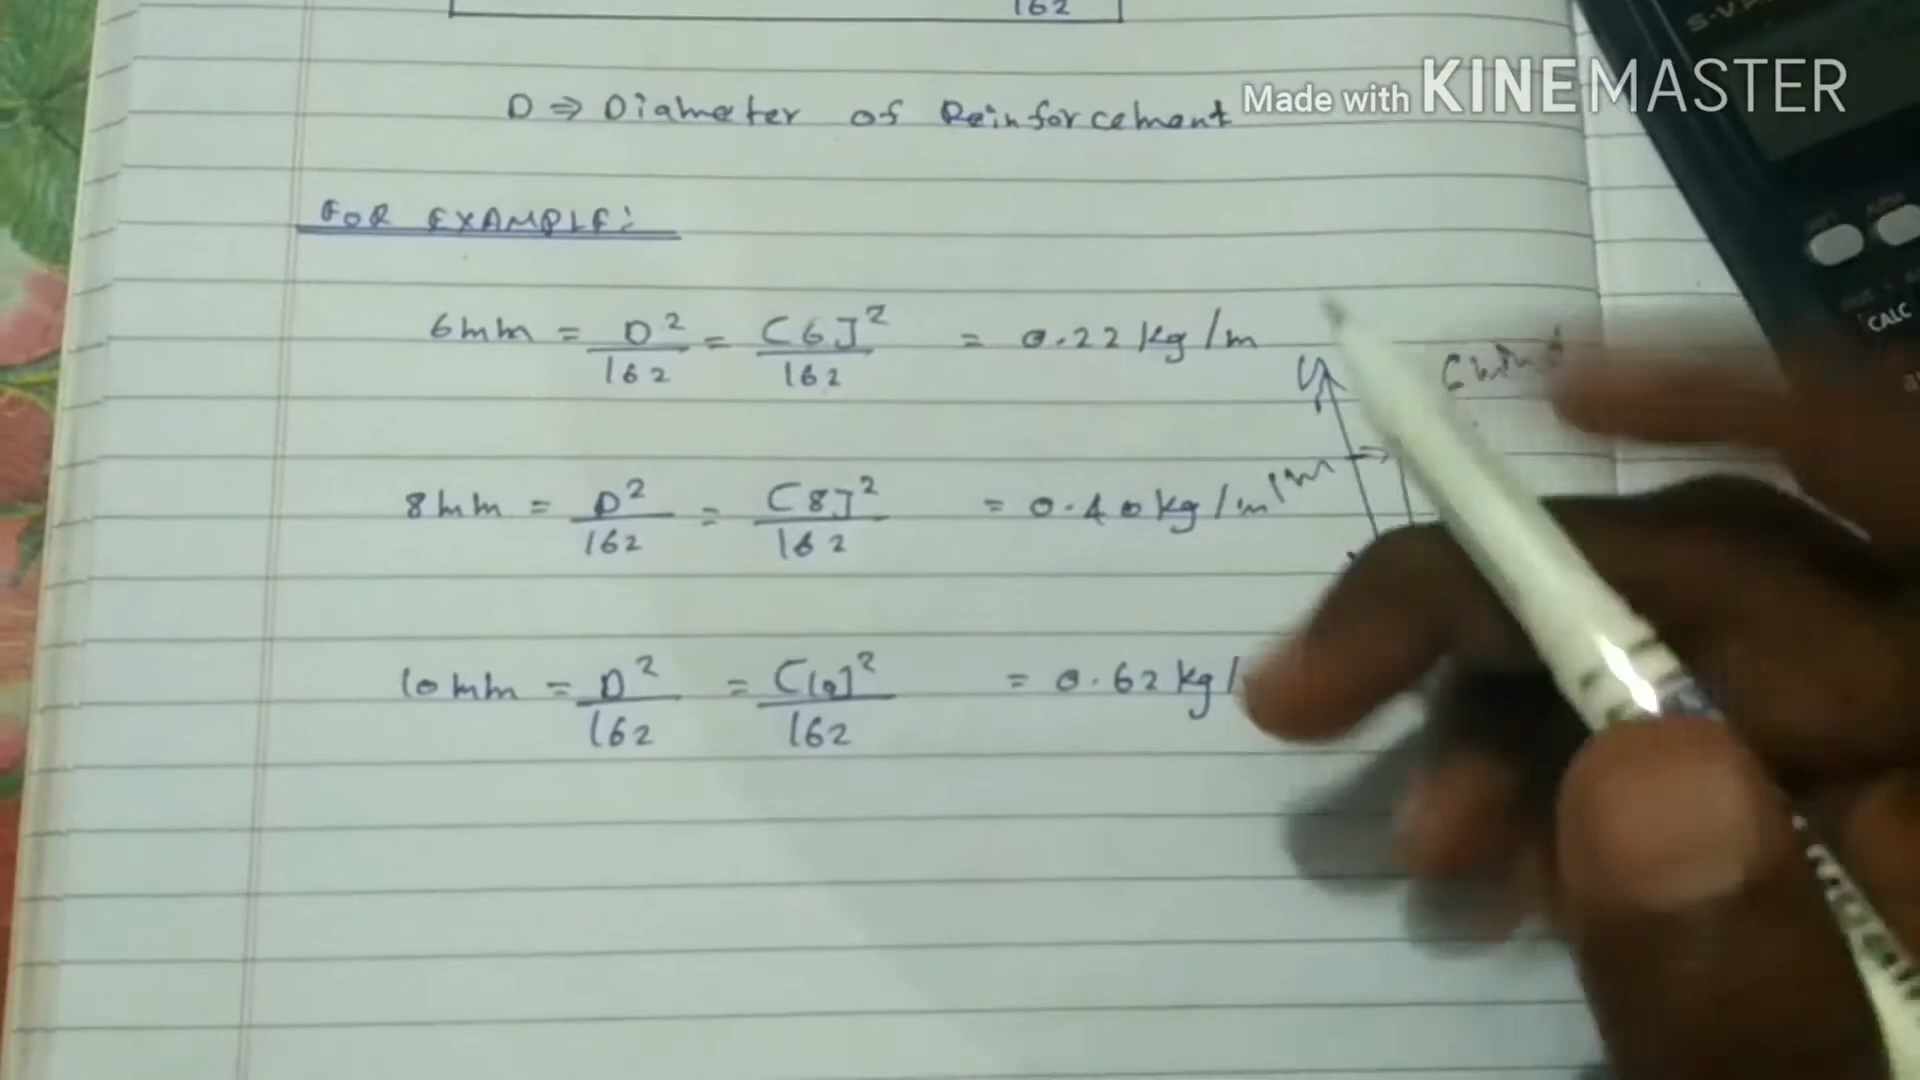 162
D ⇒ Diameter of Reinforcement
Made with KINEMASTER
FOR EXAMPLE:
6mm = D²/162 = [6]²/162 = 0.22 kg/m
8mm = D²/162 = [8]²/162 = 0.40 kg/m
1m
10mm = D²/162 = [10]²/162 = 0.62 kg/
S-V.P
CALC